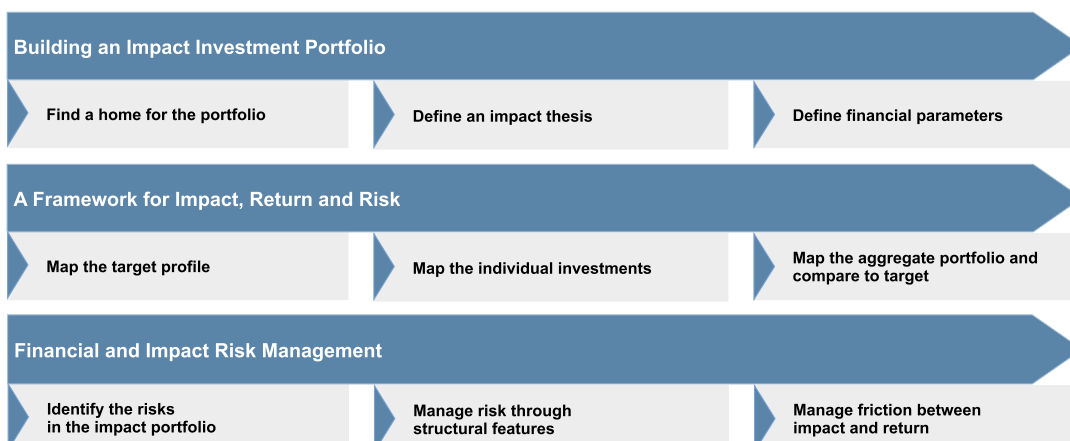 Building an Impact Investment Portfolio
Find a home for the portfolio
Define an impact thesis
Define financial parameters
A Framework for Impact, Return and Risk
Map the target profile
Map the individual investments
Map the aggregate portfolio and
compare to target
Financial and Impact Risk Management
Identify the risks
in the impact portfolio
Manage risk through
structural features
Manage friction between
impact and return